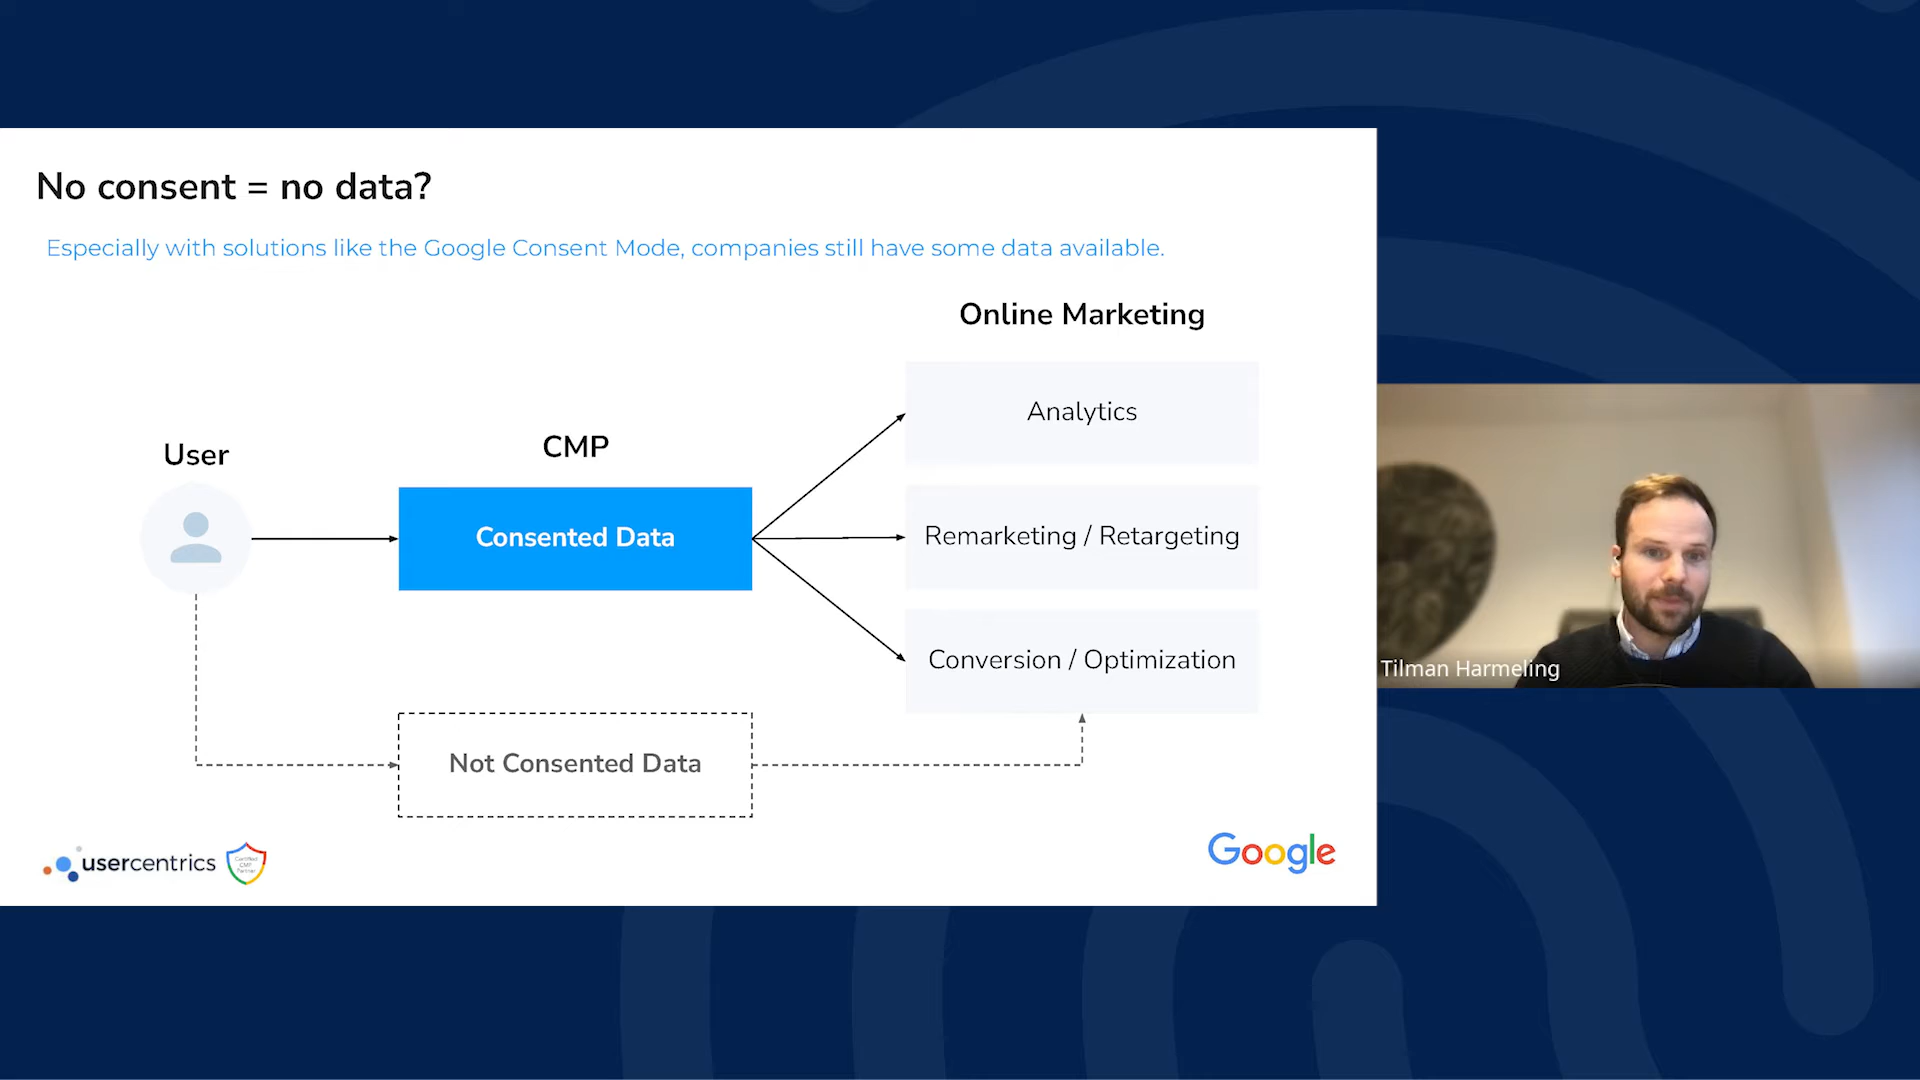 No consent = no data?
Especially with solutions like the Google Consent Mode, companies still have some data available.
Online Marketing
Analytics
User
CMP
Consented Data
Remarketing / Retargeting
Conversion / Optimization
Tilman Harmeling
Not Consented Data
usercentrics
Certified
CMP
Partner
Google